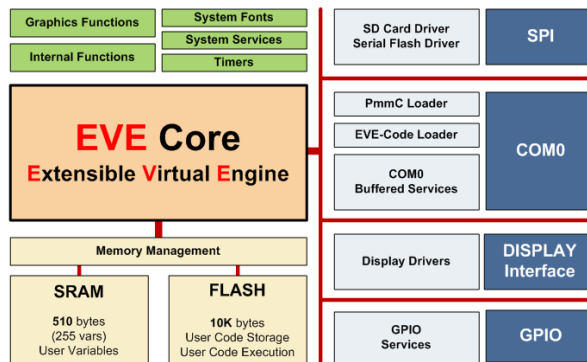 Graphics Functions
Internal Functions
System Fonts
System Services
Timers
EVE Core
Extensible Virtual Engine
Memory Management
SRAM
510 bytes
(255 vars)
User Variables
FLASH
10K bytes
User Code Storage
User Code Execution
SD Card Driver
Serial Flash Driver
SPI
PmmC Loader
EVE-Code Loader
COM0
Buffered Services
COM0
Display Drivers
DISPLAY
Interface
GPIO
Services
GPIO